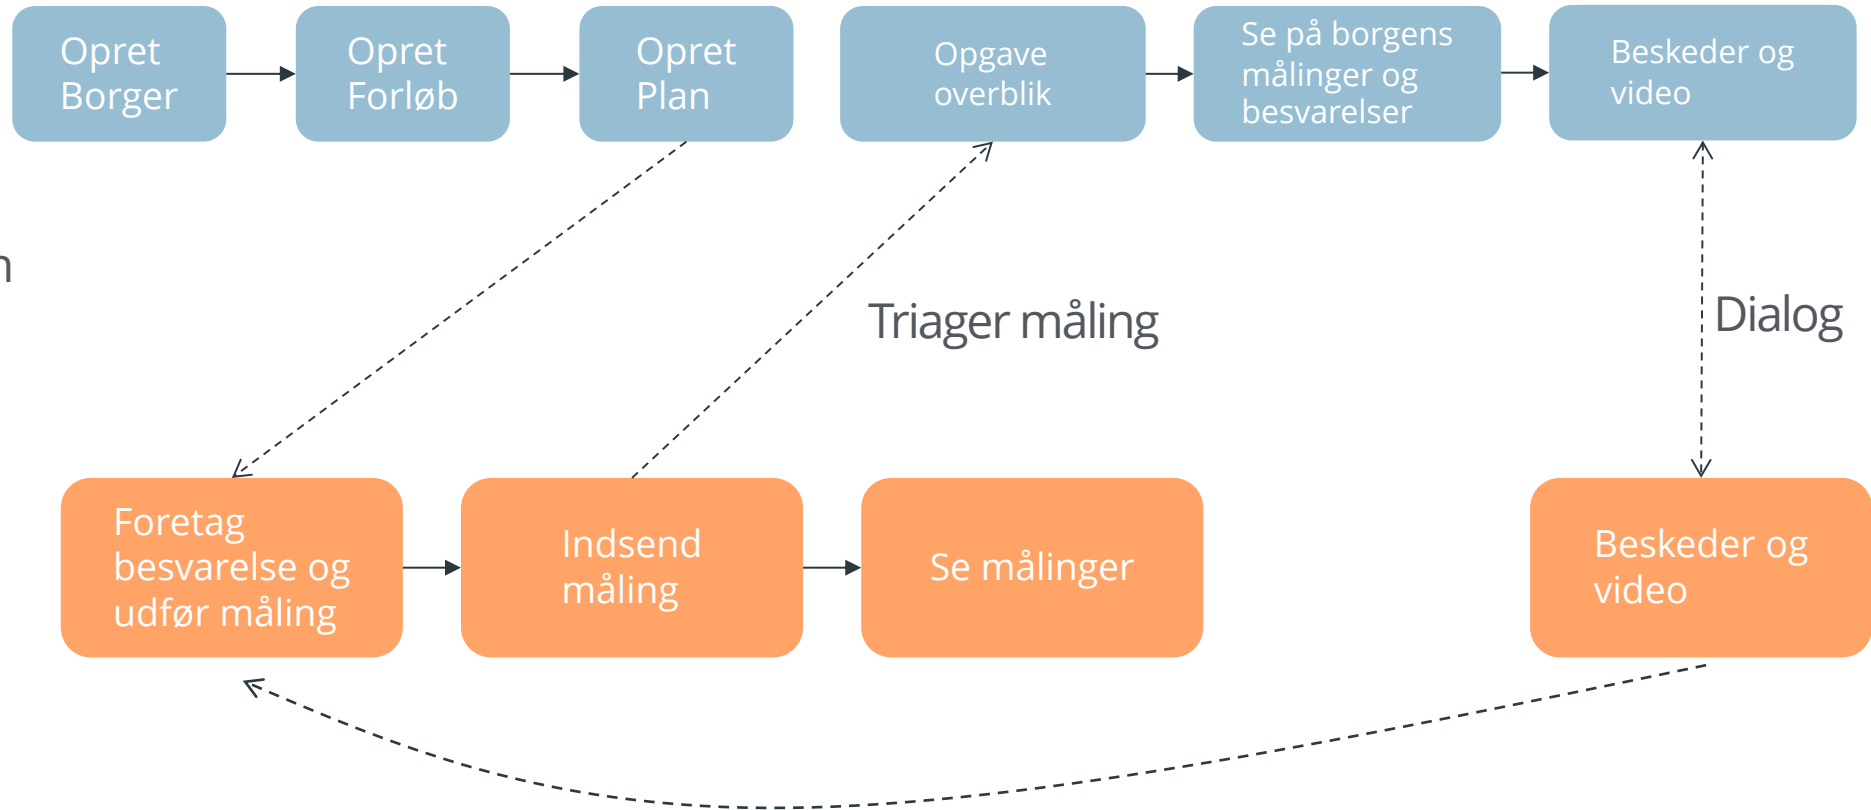 Opret
Borger
Opret
Forløb
Opret
Plan
Opgave
overblik
Se på borgens
målinger og
besvarelser
Beskeder og
video
Triager måling
Dialog
Foretag
besvarelse og
udfør måling
Indsend
måling
Se målinger
Beskeder og
video